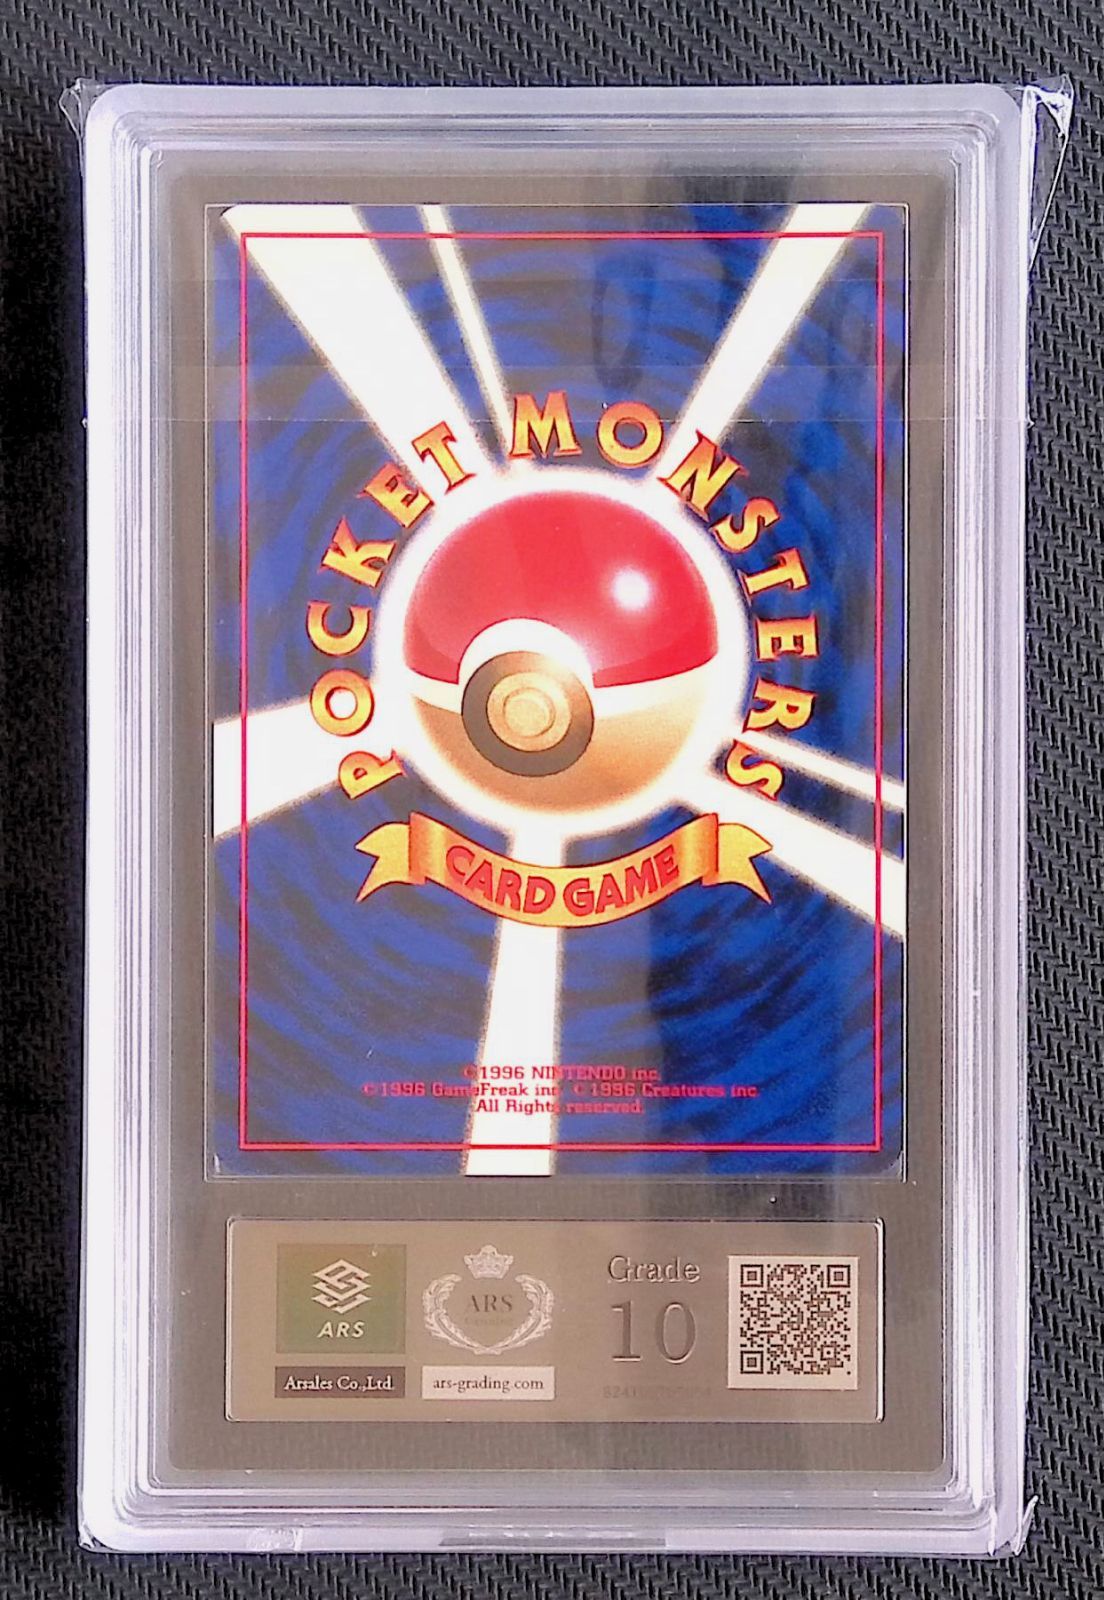 POCKET MONSTERS
CARD GAME
©1996 NINTENDO inc.
©1996 GameFreak inc. ©1996 Creatures inc.
All Rights reserved.
ARS
Arsales Co.,Ltd.
ARS
ars-grading.com
Grade
10